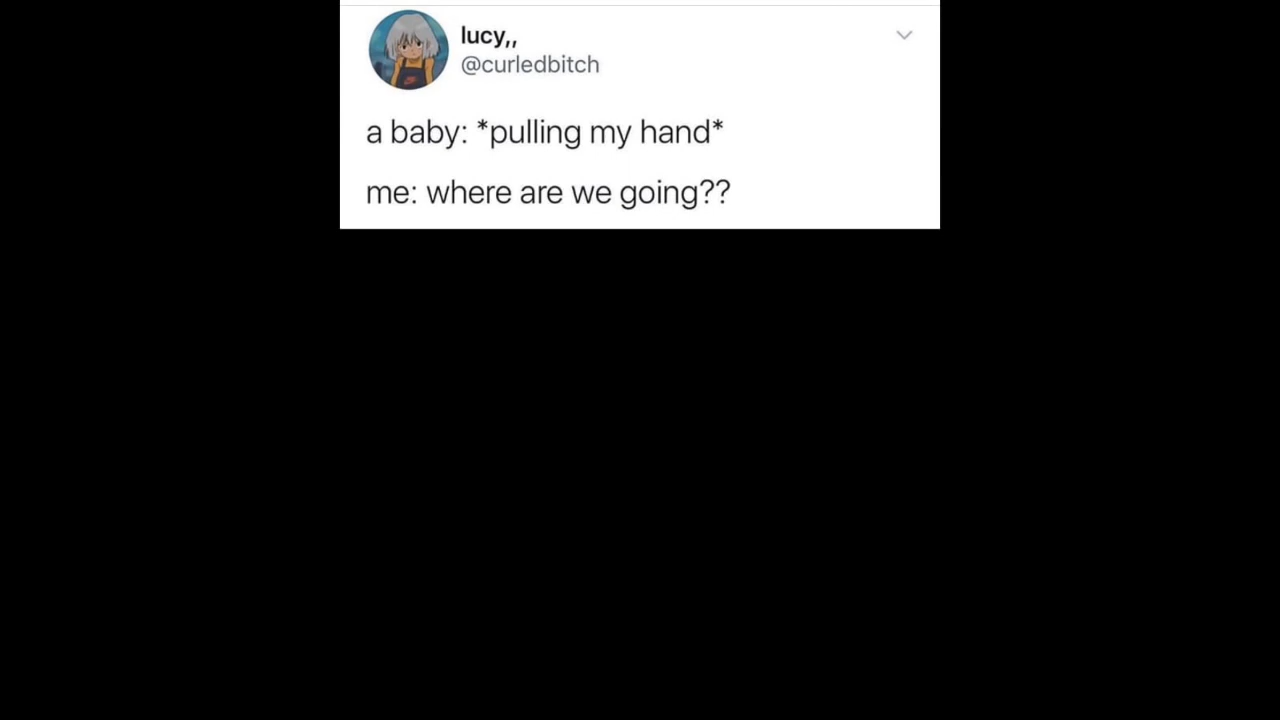 lucy,,
@curledbitch
a baby: *pulling my hand*
me: where are we going??